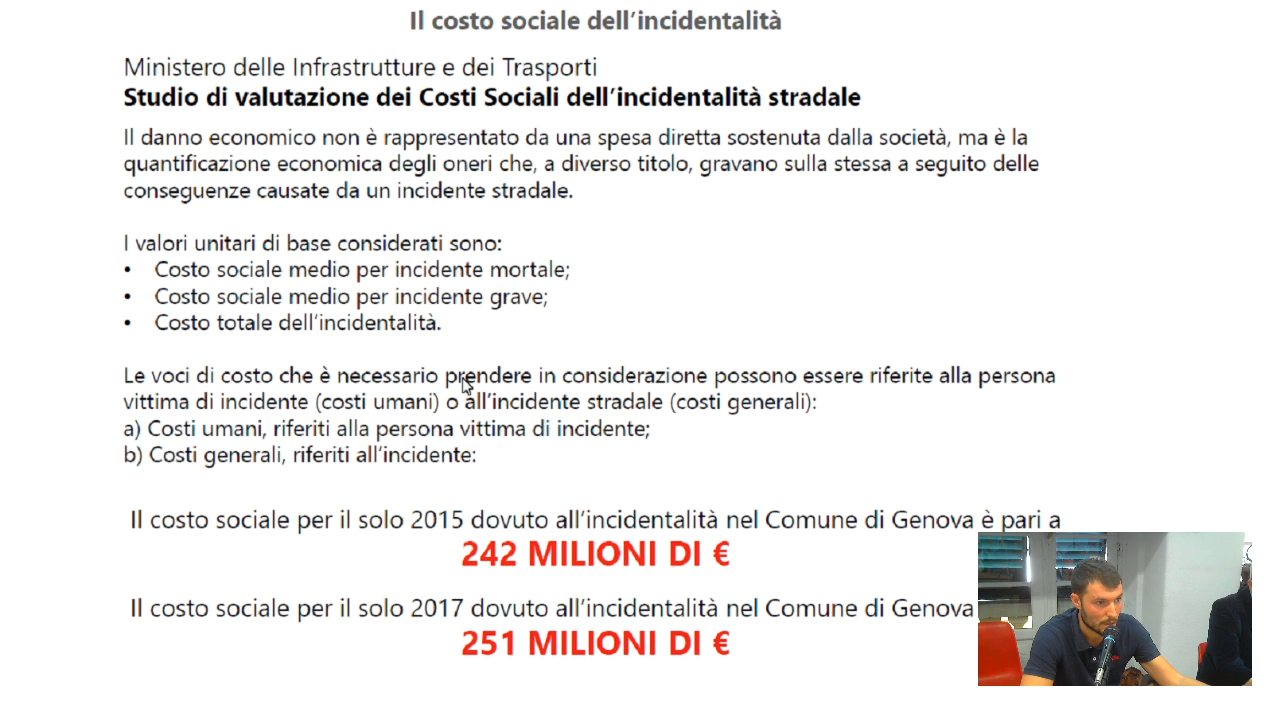 Il costo sociale dell'incidentalità
Ministero delle Infrastrutture e dei Trasporti
Studio di valutazione dei Costi Sociali dell'incidentalità stradale
Il danno economico non è rappresentato da una spesa diretta sostenuta dalla società, ma è la
quantificazione economica degli oneri che, a diverso titolo, gravano sulla stessa a seguito delle
conseguenze causate da un incidente stradale.
I valori unitari di base considerati sono:
• Costo sociale medio per incidente mortale;
• Costo sociale medio per incidente grave;
• Costo totale dell'incidentalità.
Le voci di costo che è necessario prendere in considerazione possono essere riferite alla persona
vittima di incidente (costi umani) o all'incidente stradale (costi generali):
a) Costi umani, riferiti alla persona vittima di incidente;
b) Costi generali, riferiti all'incidente:
Il costo sociale per il solo 2015 dovuto all'incidentalità nel Comune di Genova è pari a
242 MILIONI DI €
Il costo sociale per il solo 2017 dovuto all'incidentalità nel Comune di Genova
251 MILIONI DI €